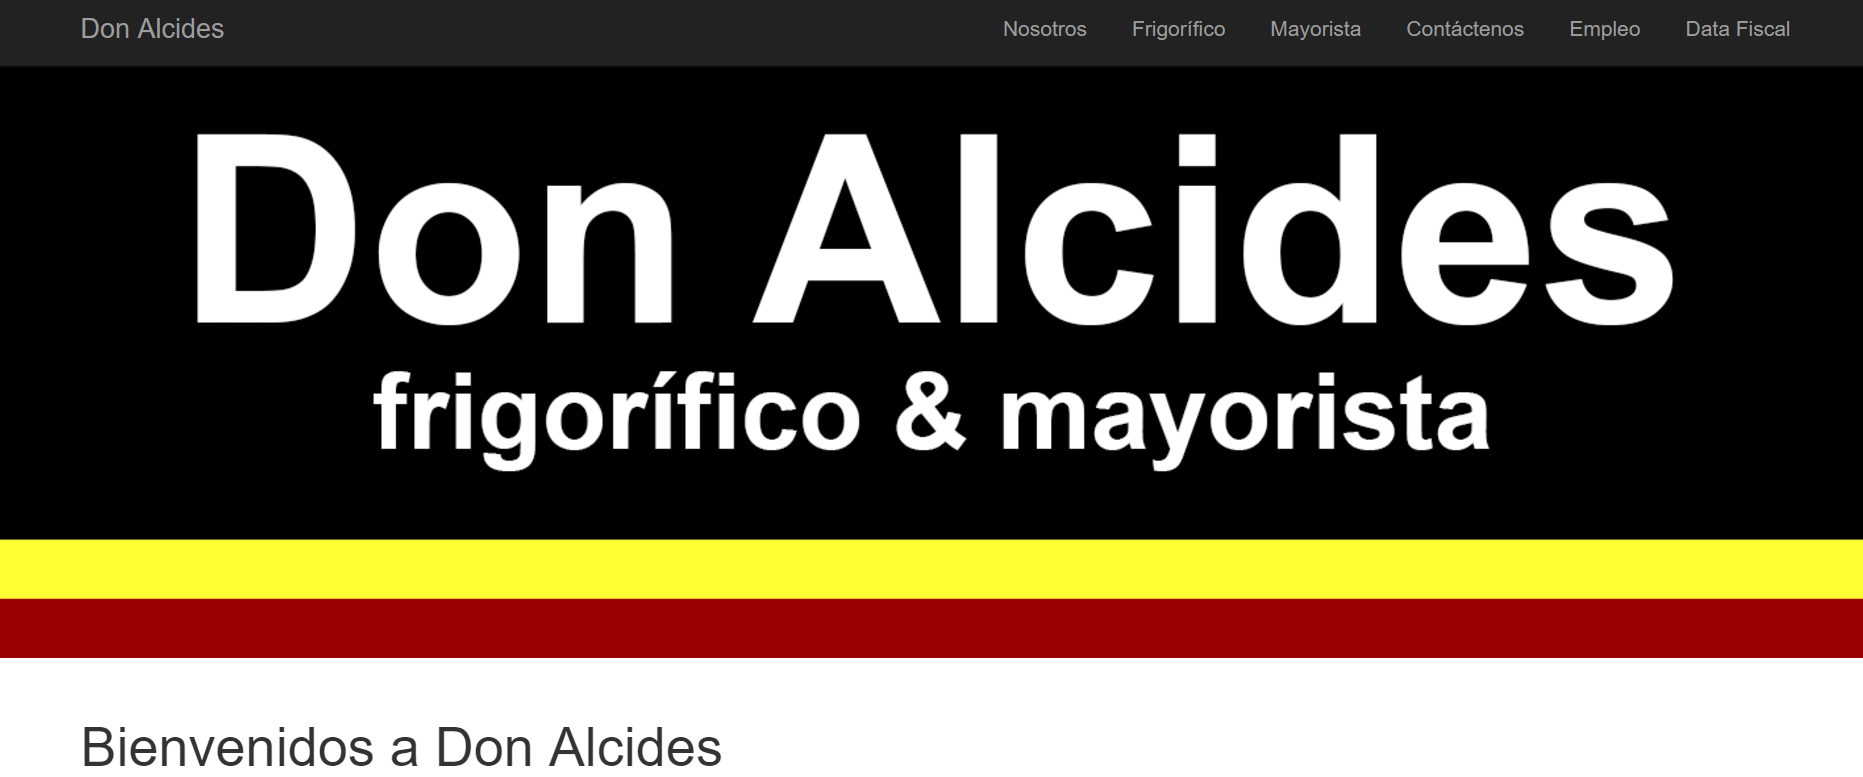 Don Alcides Nosotros Frigorífico Mayorista Contáctenos Empleo Data Fiscal
Don Alcides
frigorífico & mayorista
Bienvenidos a Don Alcides